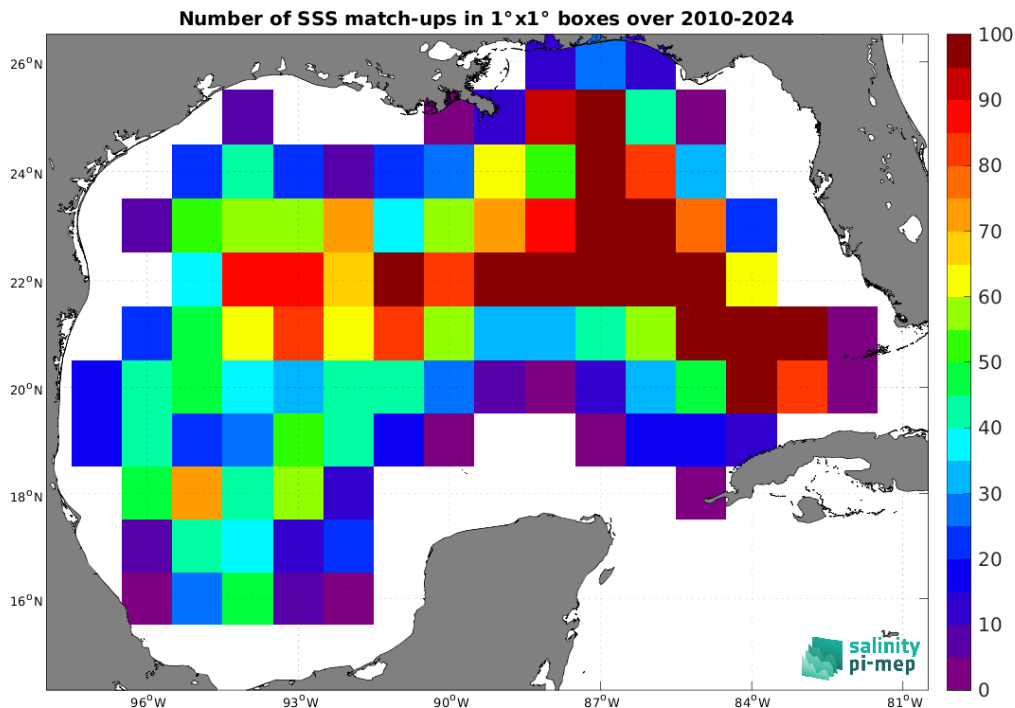 Number of SSS match-ups in 1°x1° boxes over 2010-2024
26°N
24°N
22°N
20°N
18°N
16°N
96°W
93°W
90°W
87°W
84°W
81°W
100
90
80
70
60
50
40
30
20
10
0
salinity
pi-mep